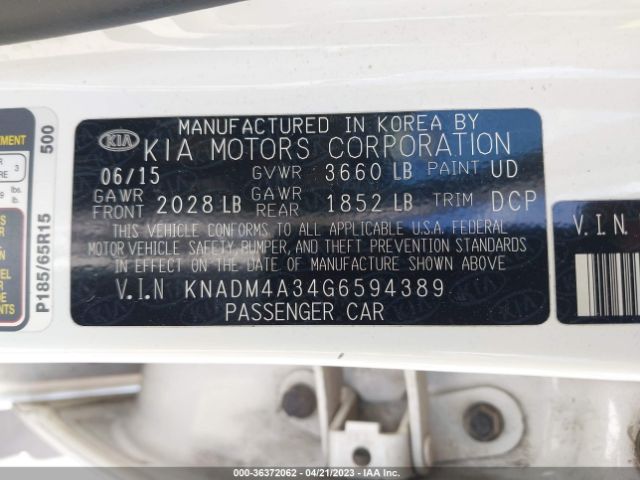 MANUFACTURED IN KOREA BY
KIA KIA MOTORS CORPORATION
06/15 GVWR 3660 LB PAINT UD
GAWR FRONT 2028 LB GAWR REAR 1852 LB TRIM DCP
THIS VEHICLE CONFORMS TO ALL APPLICABLE U.S.A. FEDERAL
MOTOR VEHICLE SAFETY, BUMPER, AND THEFT PREVENTION STANDARDS
IN EFFECT ON THE DATE OF MANUFACTURE SHOWN ABOVE
V.I.N KNADM4A34G6594389
PASSENGER CAR
500
P185/65R15
3
lbs.
V.I.N.
000-36372062 - 04/21/2023 - IAA Inc.